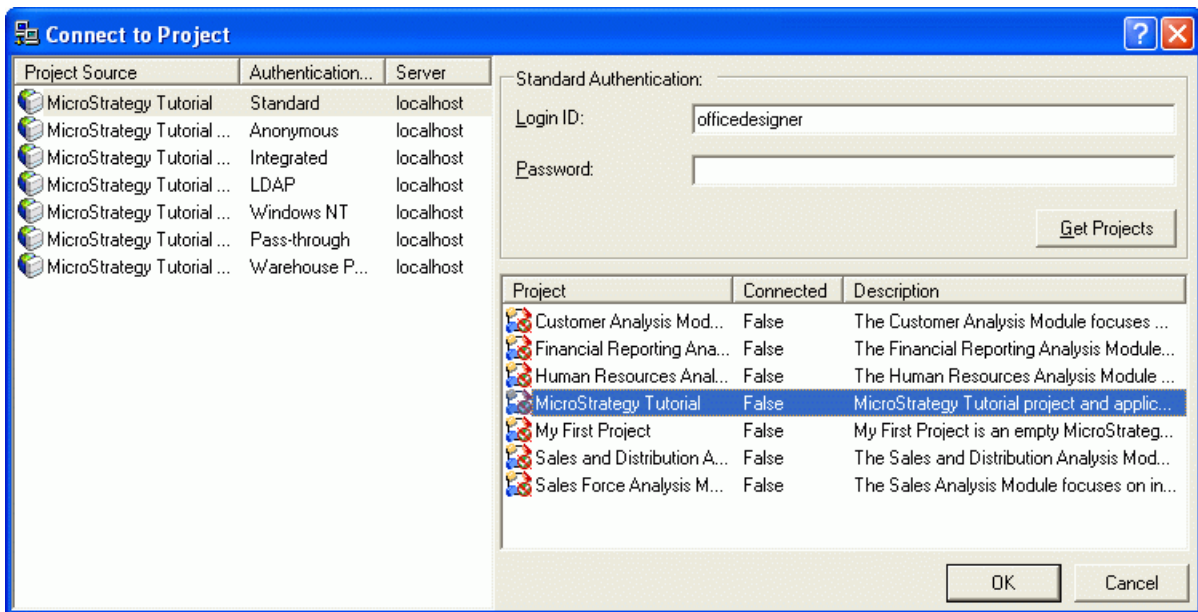 Connect to Project
Project Source Authentication... Server
MicroStrategy Tutorial Standard localhost
MicroStrategy Tutorial ... Anonymous localhost
MicroStrategy Tutorial ... Integrated localhost
MicroStrategy Tutorial ... LDAP localhost
MicroStrategy Tutorial ... Windows NT localhost
MicroStrategy Tutorial ... Pass-through localhost
MicroStrategy Tutorial ... Warehouse P... localhost
Standard Authentication:
Login ID: officedesigner
Password:
Get Projects
Project Connected Description
Customer Analysis Mod... False The Customer Analysis Module focuses ...
Financial Reporting Ana... False The Financial Reporting Analysis Module...
Human Resources Anal... False The Human Resources Analysis Module ...
MicroStrategy Tutorial False MicroStrategy Tutorial project and applic...
My First Project False My First Project is an empty MicroStrateg...
Sales and Distribution A... False The Sales and Distribution Analysis Mod...
Sales Force Analysis M... False The Sales Analysis Module focuses on in...
OK Cancel